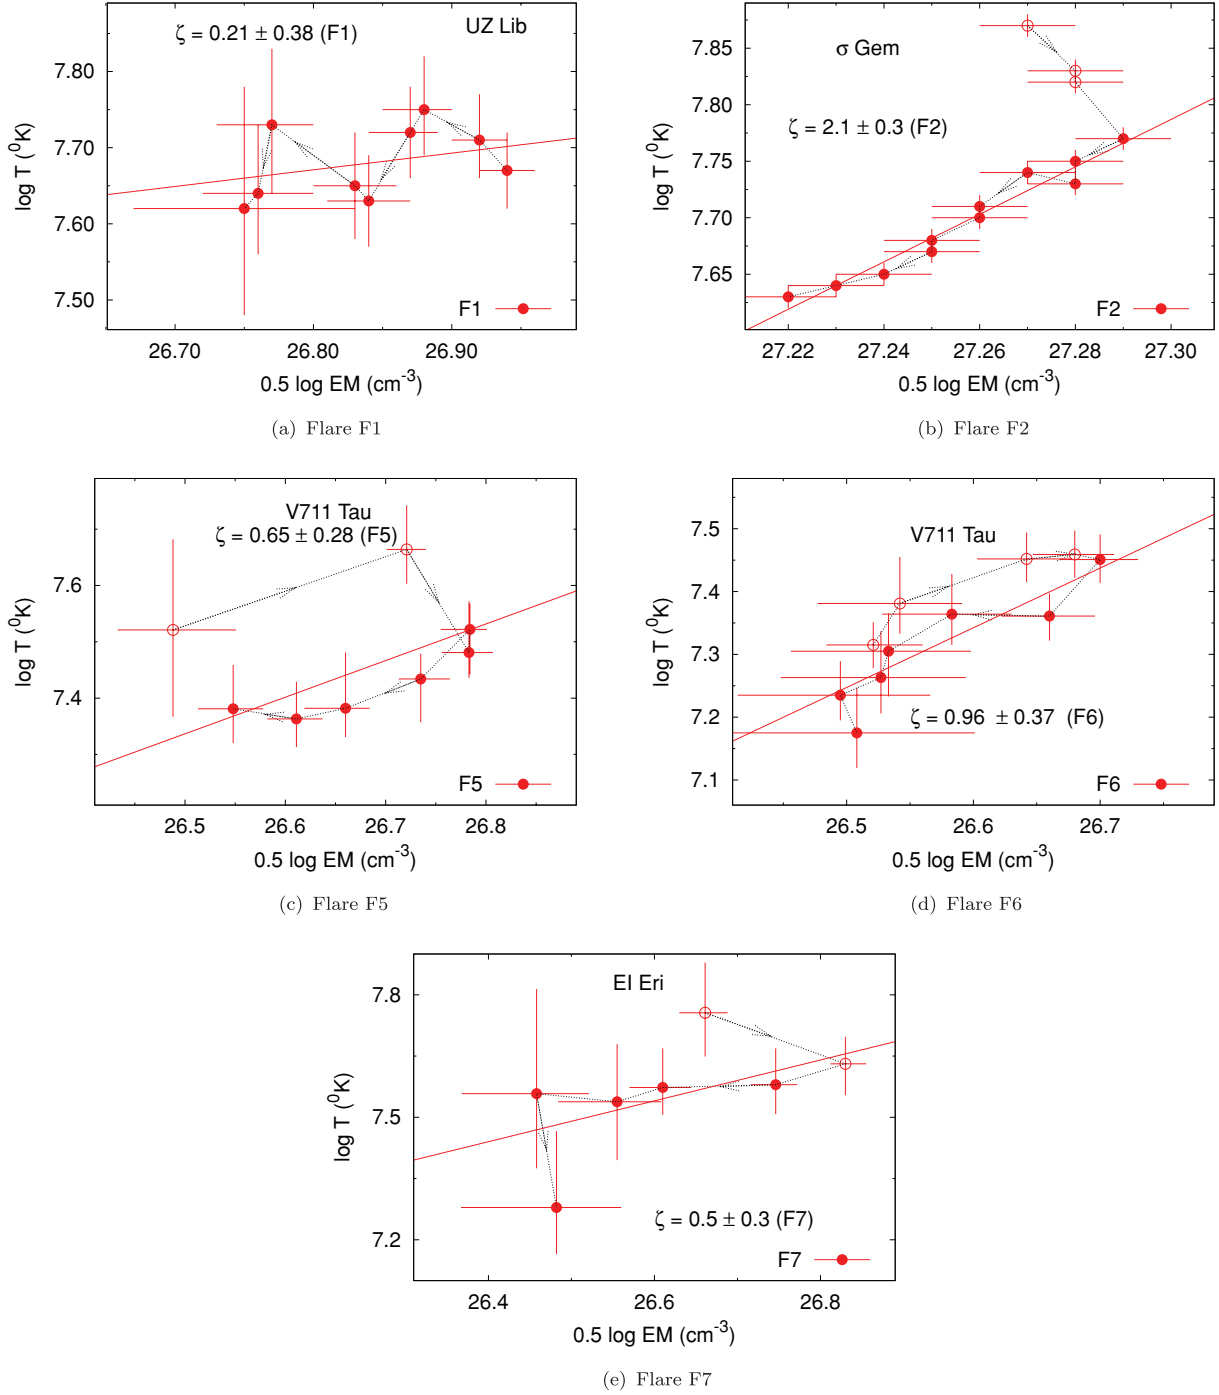 ζ = 0.21 ± 0.38 (F1)
UZ Lib
7.80
7.70
7.60
7.50
log T (⁰K)
F1
26.70 26.80 26.90
0.5 log EM (cm⁻³)
(a) Flare F1
σ Gem
ζ = 2.1 ± 0.3 (F2)
7.85
7.80
7.75
7.70
7.65
log T (⁰K)
F2
27.22 27.24 27.26 27.28 27.30
0.5 log EM (cm⁻³)
(b) Flare F2
V711 Tau
ζ = 0.65 ± 0.28 (F5)
7.6
7.4
log T (⁰K)
F5
26.5 26.6 26.7 26.8
0.5 log EM (cm⁻³)
(c) Flare F5
V711 Tau
7.5
7.4
7.3
7.2
7.1
log T (⁰K)
ζ = 0.96 ± 0.37 (F6)
F6
26.5 26.6 26.7
0.5 log EM (cm⁻³)
(d) Flare F6
EI Eri
7.8
7.5
7.2
log T (⁰K)
ζ = 0.5 ± 0.3 (F7)
F7
26.4 26.6 26.8
0.5 log EM (cm⁻³)
(e) Flare F7